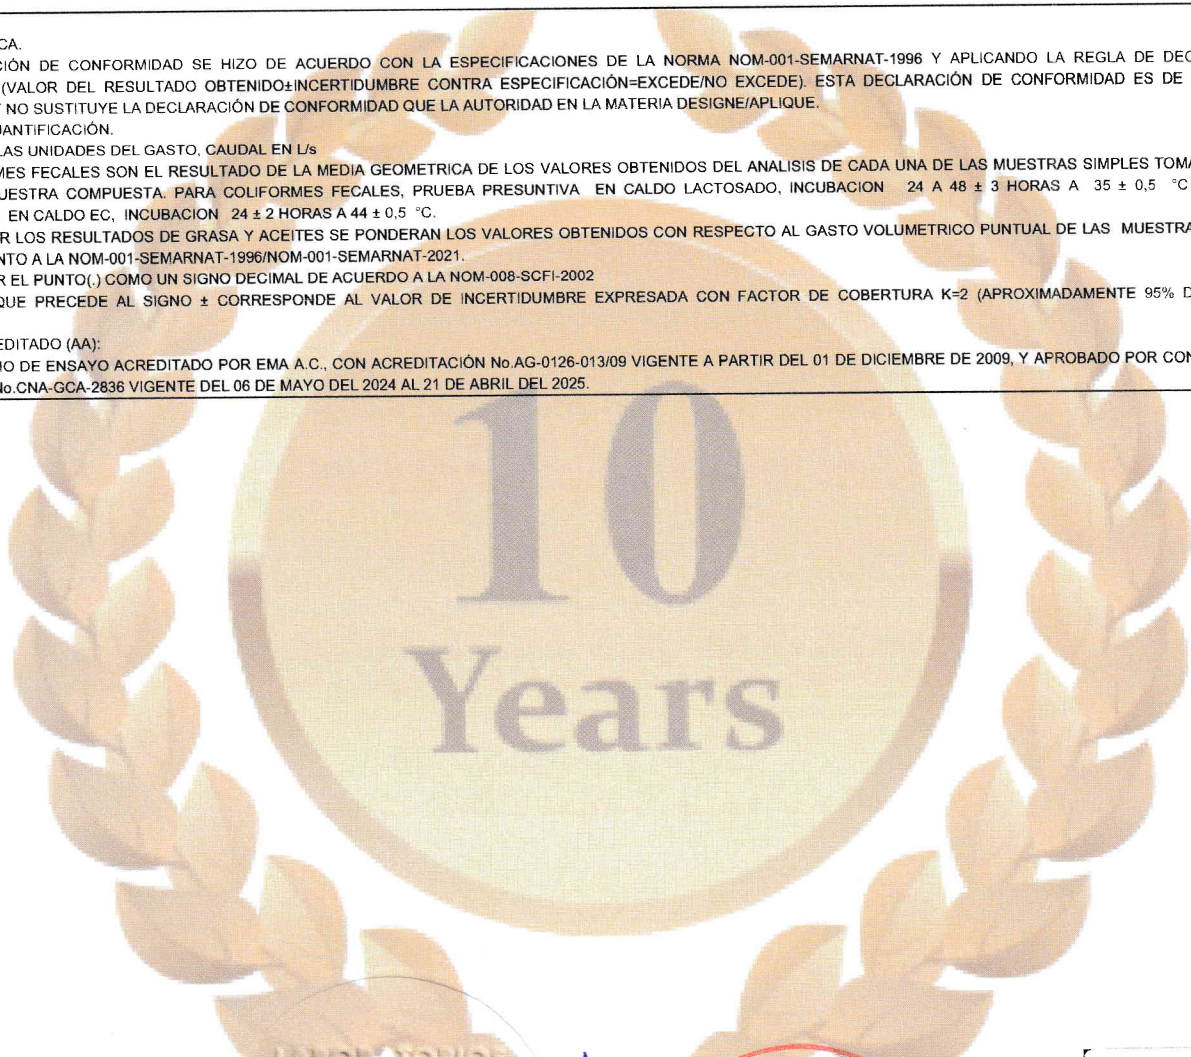 CA.
CIÓN DE CONFORMIDAD SE HIZO DE ACUERDO CON LA ESPECIFICACIONES DE LA NORMA NOM-001-SEMARNAT-1996 Y APLICANDO LA REGLA DE DEC
(VALOR DEL RESULTADO OBTENIDO±INCERTIDUMBRE CONTRA ESPECIFICACIÓN=EXCEDE/NO EXCEDE). ESTA DECLARACIÓN DE CONFORMIDAD ES DE
Y NO SUSTITUYE LA DECLARACIÓN DE CONFORMIDAD QUE LA AUTORIDAD EN LA MATERIA DESIGNE/APLIQUE.
UANTIFICACIÓN.
LAS UNIDADES DEL GASTO, CAUDAL EN L/s
MES FECALES SON EL RESULTADO DE LA MEDIA GEOMETRICA DE LOS VALORES OBTENIDOS DEL ANALISIS DE CADA UNA DE LAS MUESTRAS SIMPLES TOMA
UESTRA COMPUESTA. PARA COLIFORMES FECALES, PRUEBA PRESUNTIVA EN CALDO LACTOSADO, INCUBACION 24 A 48 ± 3 HORAS A 35 ± 0,5 °C
EN CALDO EC, INCUBACION 24 ± 2 HORAS A 44 ± 0,5 °C.
R LOS RESULTADOS DE GRASA Y ACEITES SE PONDERAN LOS VALORES OBTENIDOS CON RESPECTO AL GASTO VOLUMETRICO PUNTUAL DE LAS MUESTRA
NTO A LA NOM-001-SEMARNAT-1996/NOM-001-SEMARNAT-2021.
R EL PUNTO(.) COMO UN SIGNO DECIMAL DE ACUERDO A LA NOM-008-SCFI-2002
QUE PRECEDE AL SIGNO ± CORRESPONDE AL VALOR DE INCERTIDUMBRE EXPRESADA CON FACTOR DE COBERTURA K=2 (APROXIMADAMENTE 95% D
EDITADO (AA):
IO DE ENSAYO ACREDITADO POR EMA A.C., CON ACREDITACIÓN No.AG-0126-013/09 VIGENTE A PARTIR DEL 01 DE DICIEMBRE DE 2009, Y APROBADO POR CON
No.CNA-GCA-2836 VIGENTE DEL 06 DE MAYO DEL 2024 AL 21 DE ABRIL DEL 2025.
10
Years